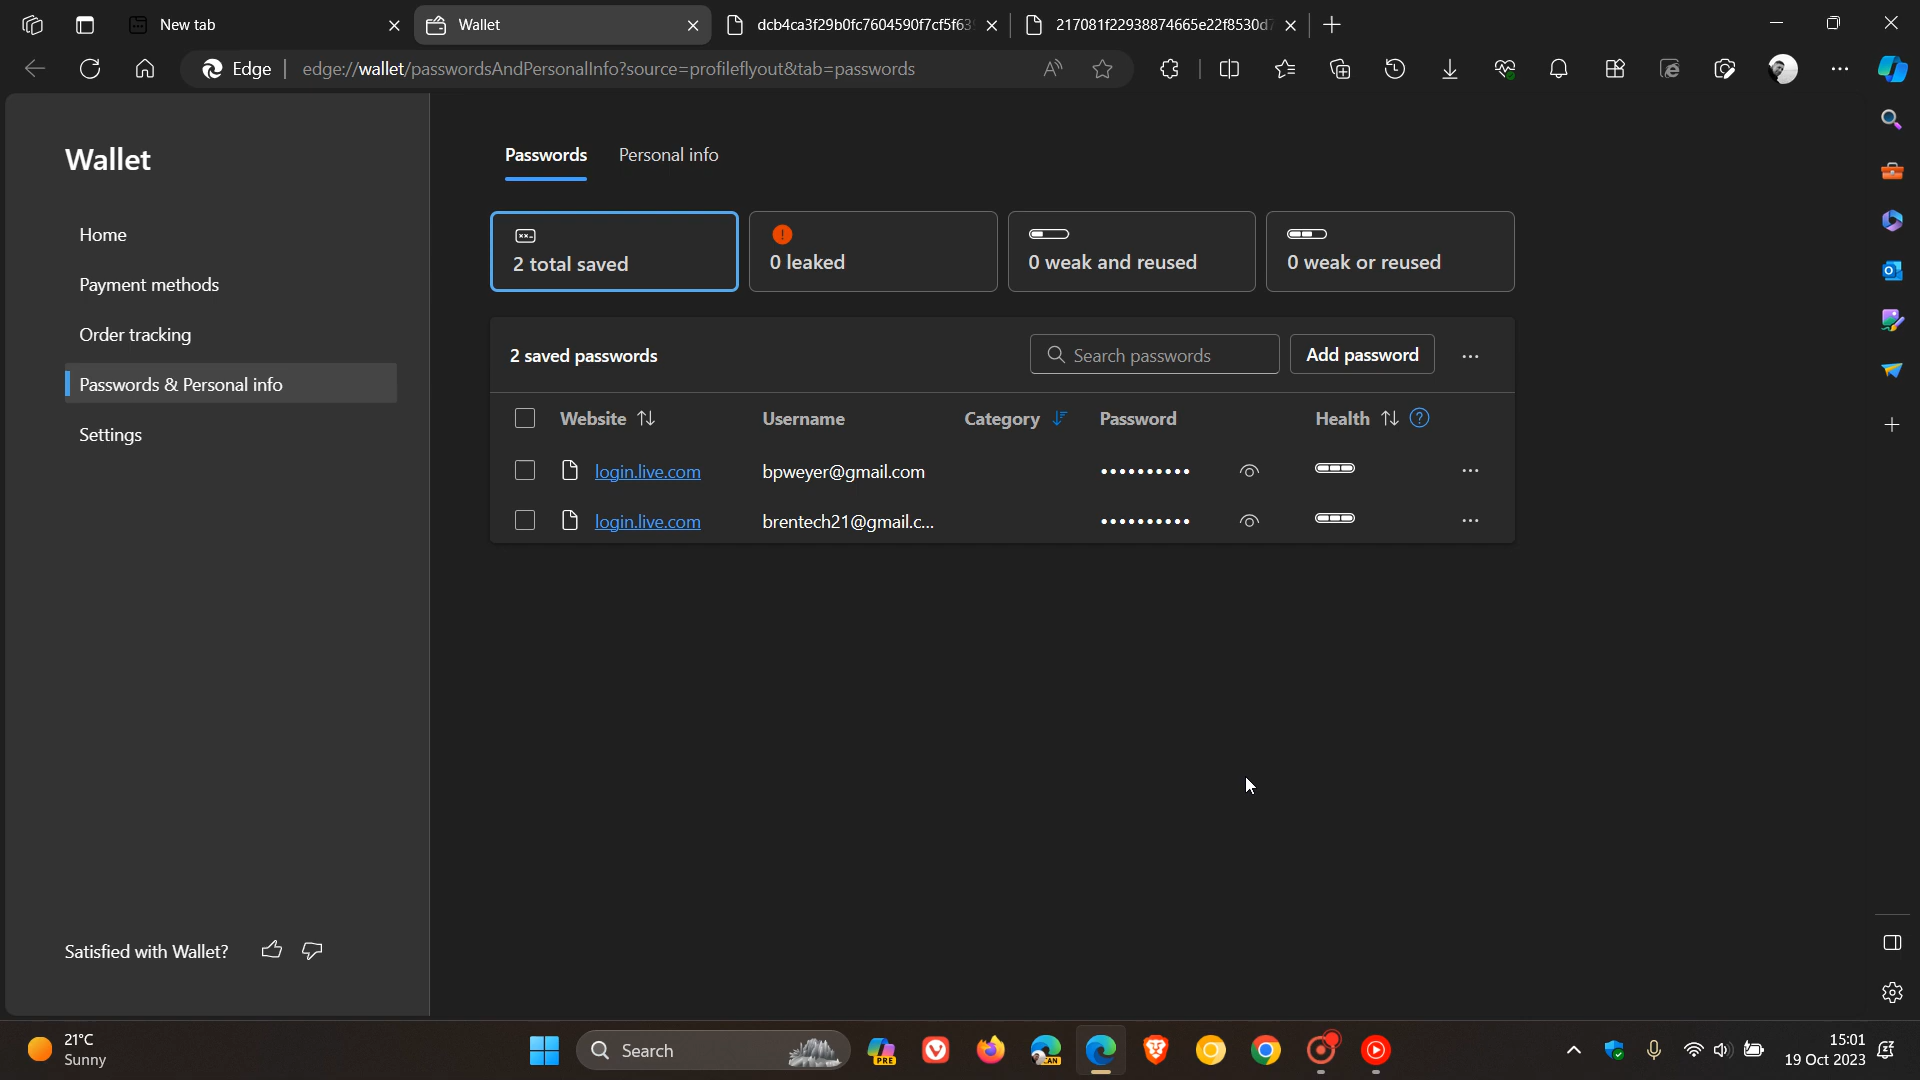 New tab
Wallet
dcb4ca3f29b0fc7604590f7cf5f63
217081f22938874665e22f8530d7
Edge
edge://wallet/passwordsAndPersonalInfo?source=profileflyout&tab=passwords
Wallet
Home
Payment methods
Order tracking
Passwords & Personal info
Settings
Satisfied with Wallet?
Passwords
Personal info
2 total saved
0 leaked
0 weak and reused
0 weak or reused
2 saved passwords
Search passwords
Add password
Website
Username
Category
Password
Health
login.live.com
bpweyer@gmail.com
••••••••••
login.live.com
brentech21@gmail.c...
••••••••••
21°C
Sunny
Search
PRE
CAN
15:01
19 Oct 2023